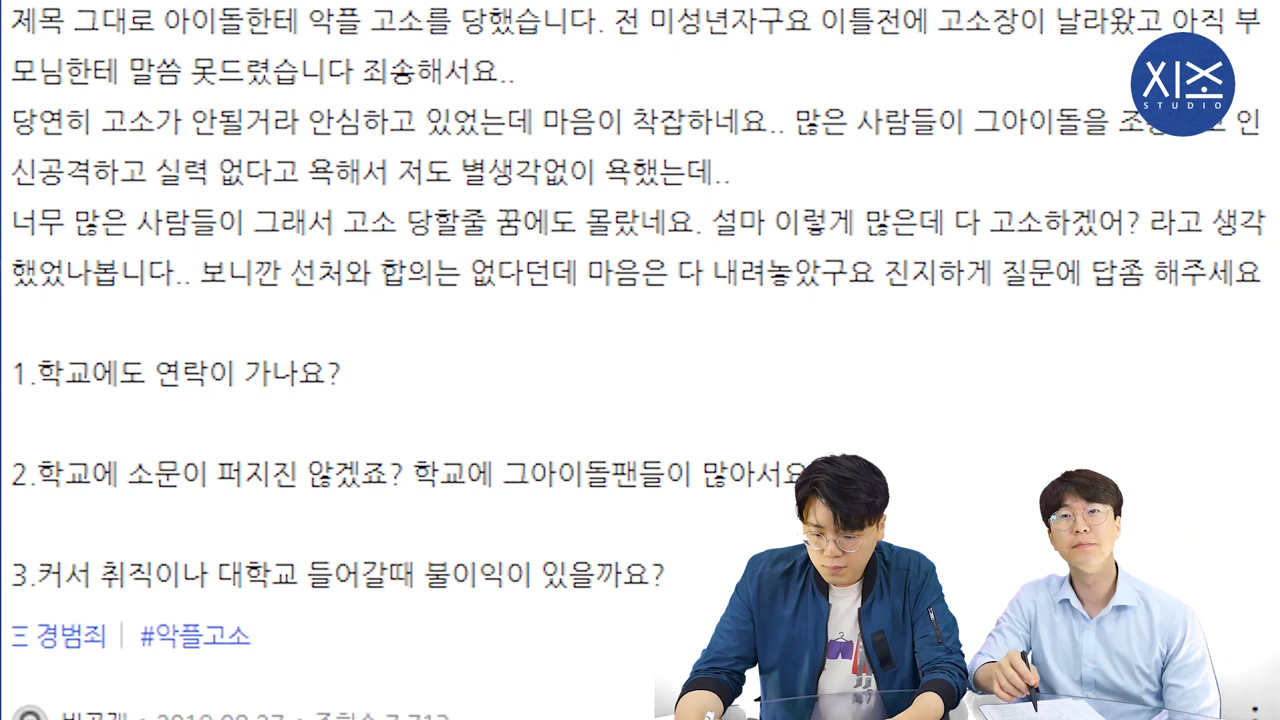 제목 그대로 아이돌한테 악플 고소를 당했습니다. 전 미성년자구요 이틀전에 고소장이 날라왔고 아직 부
모님한테 말씀 못드렸습니다 죄송해서요..
지조
STUDIO
당연히 고소가 안될거라 안심하고 있었는데 마음이 착잡하네요.. 많은 사람들이 그아이돌을 인
신공격하고 실력 없다고 욕해서 저도 별생각없이 욕했는데..
너무 많은 사람들이 그래서 고소 당할줄 꿈에도 몰랐네요. 설마 이렇게 많은데 다 고소하겠어? 라고 생각
했었나봅니다.. 보니깐 선처와 합의는 없다던데 마음은 다 내려놓았구요 진지하게 질문에 답좀 해주세요
1.학교에도 연락이 가나요?
2.학교에 소문이 퍼지진 않겠죠? 학교에 그아이돌팬들이 많아서요
3.커서 취직이나 대학교 들어갈때 불이익이 있을까요?
경범죄 | #악플고소